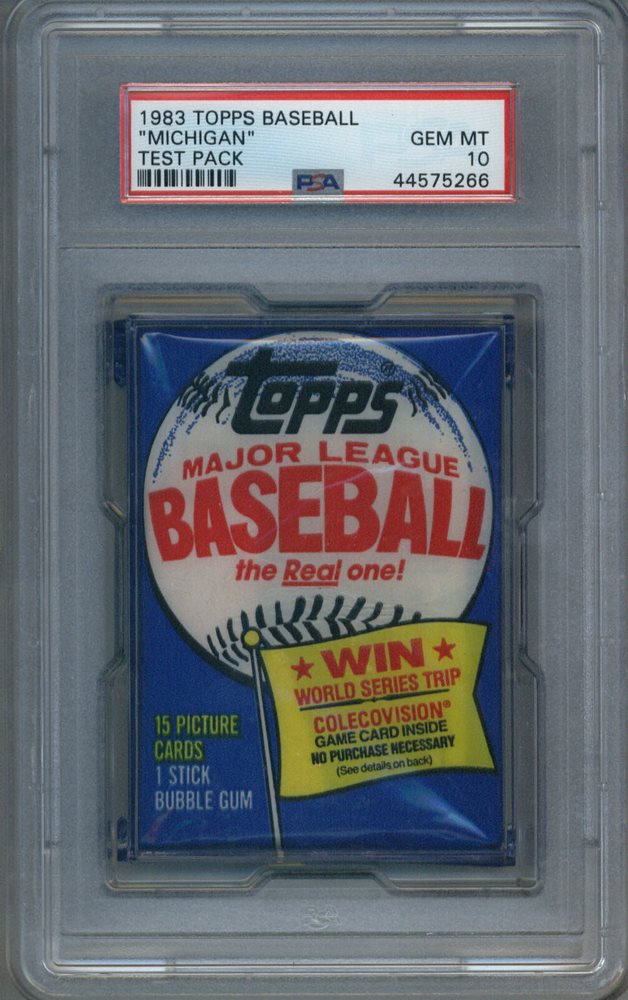 1983 TOPPS BASEBALL
"MICHIGAN" GEM MT
TEST PACK 10
PSA 44575266
Topps®
MAJOR LEAGUE
BASEBALL
the Real one!
★ WIN ★
WORLD SERIES TRIP
COLECOVISION®
GAME CARD INSIDE
NO PURCHASE NECESSARY
(See details on back)
15 PICTURE
CARDS
1 STICK
BUBBLE GUM